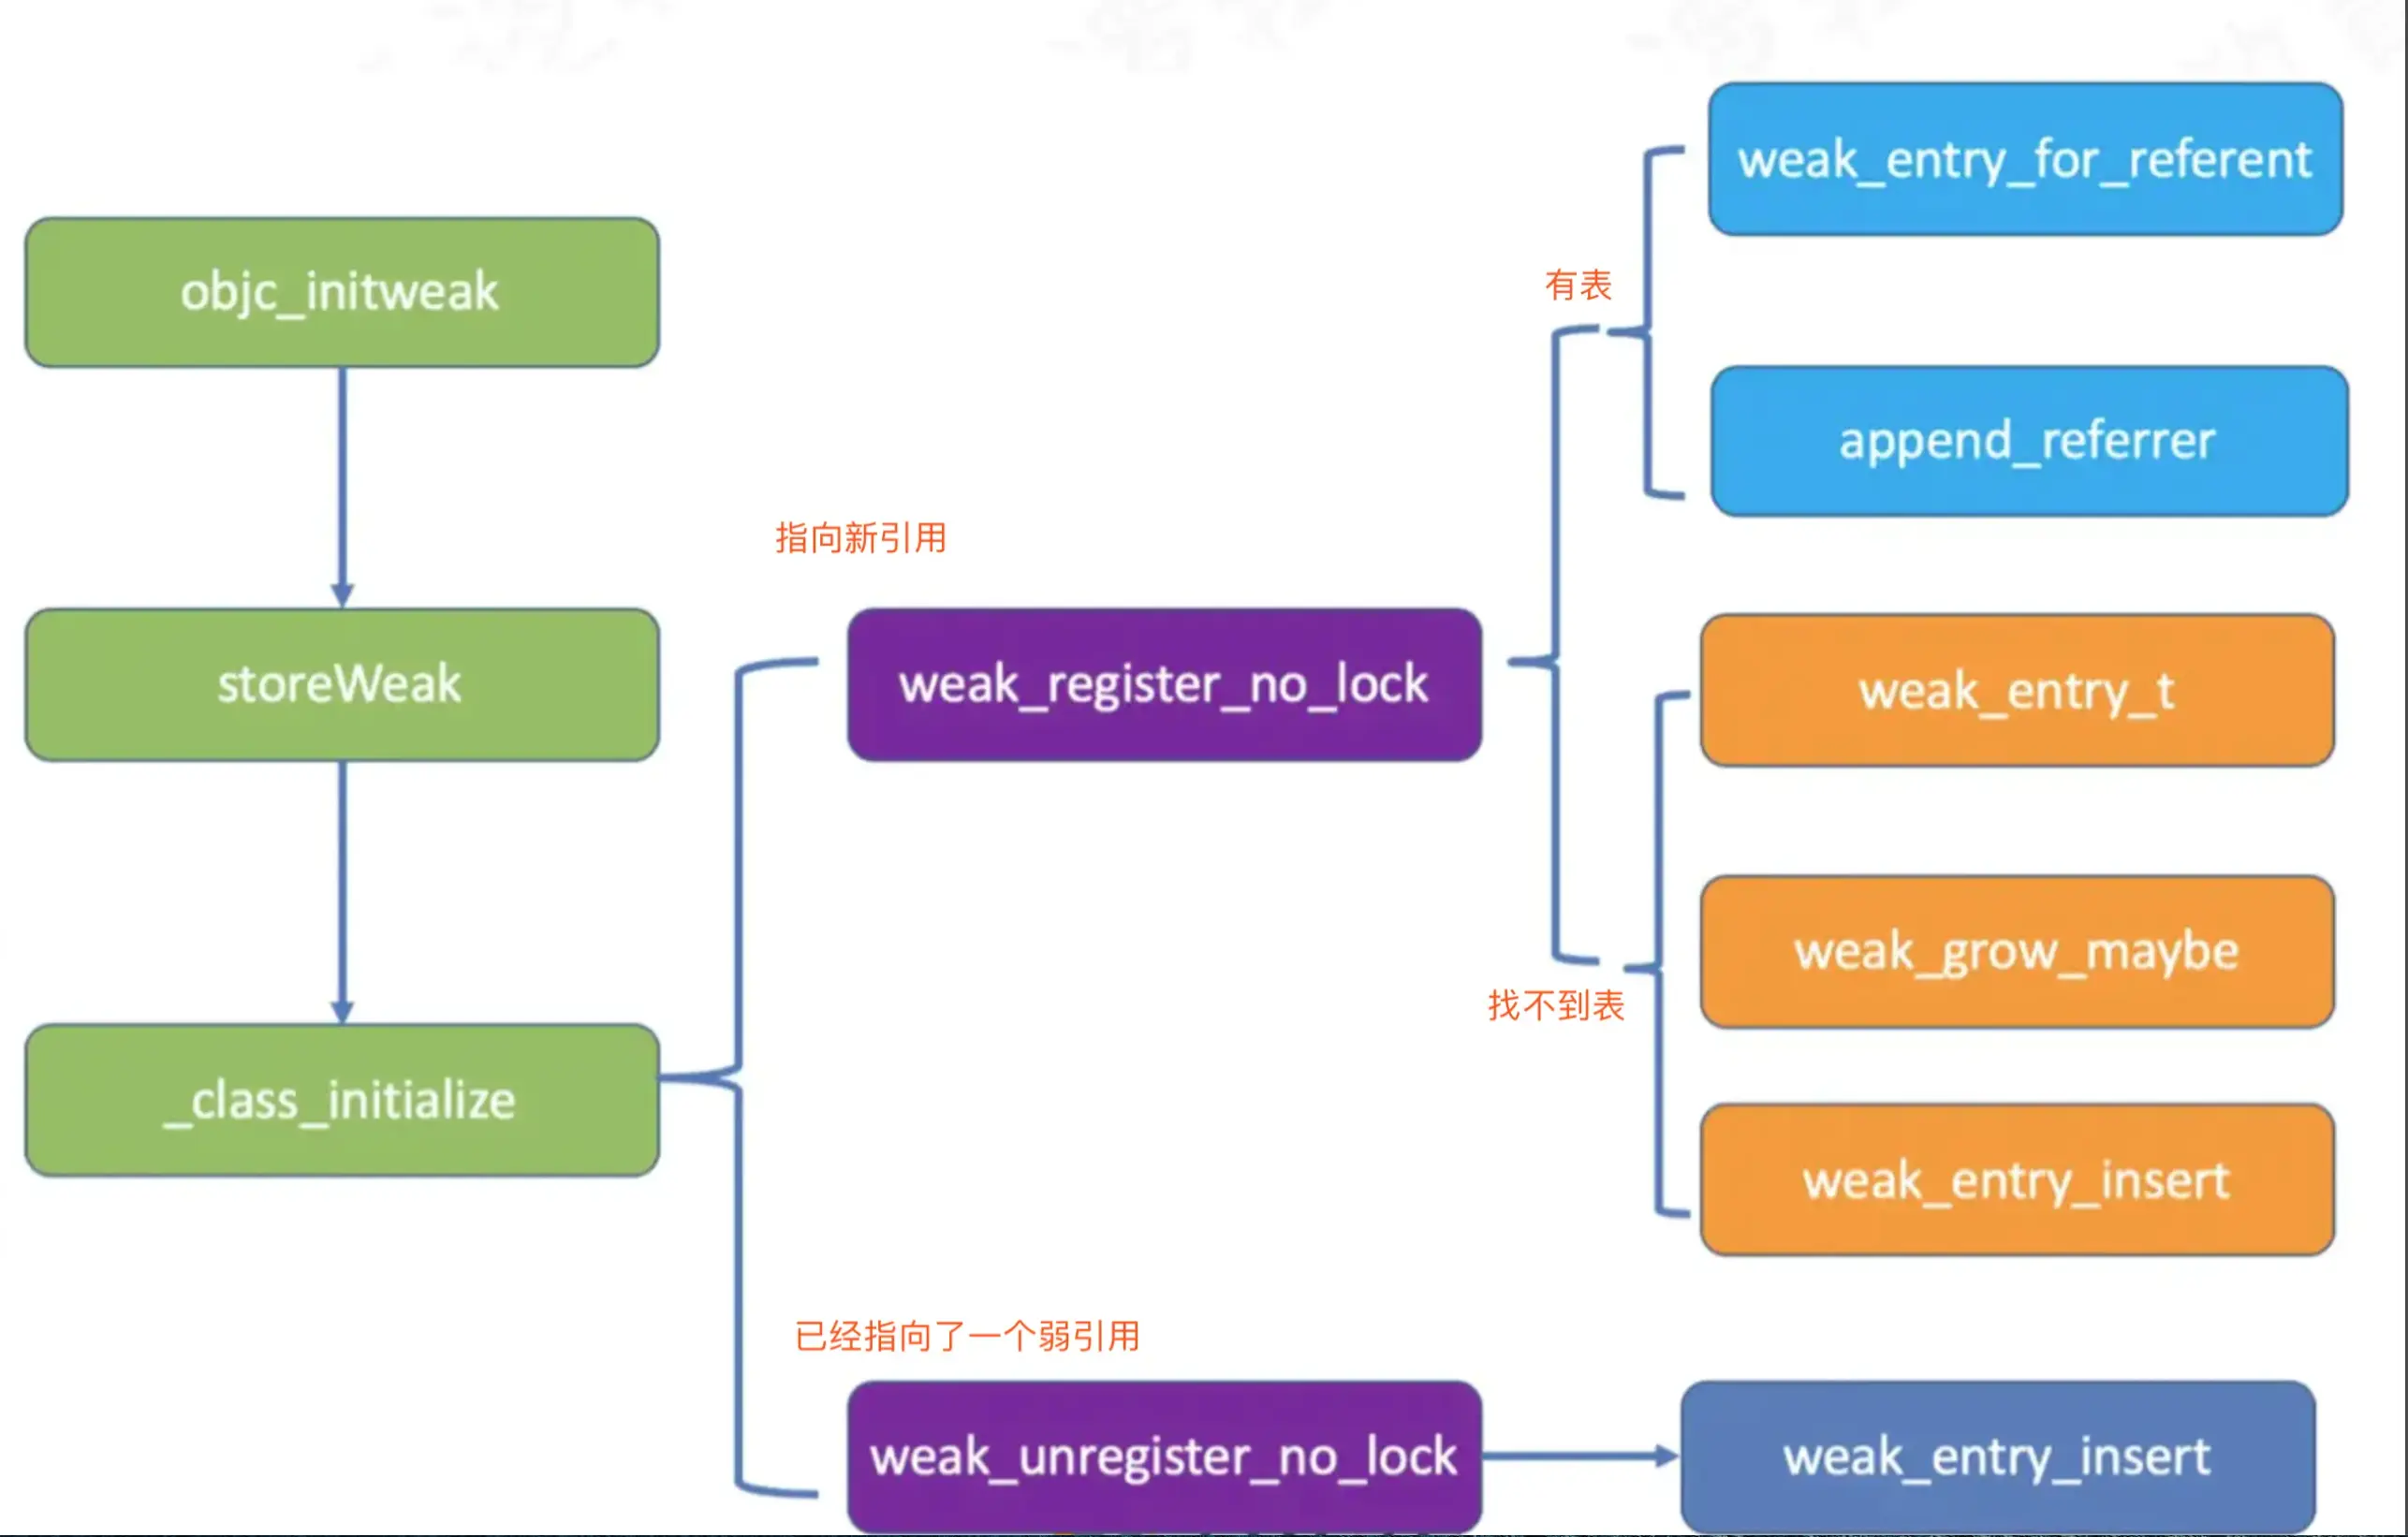 objc_initweak
storeWeak
_class_initialize
指向新引用
weak_register_no_lock
已经指向了一个弱引用
weak_unregister_no_lock
有表
weak_entry_for_referent
append_referrer
找不到表
weak_entry_t
weak_grow_maybe
weak_entry_insert
weak_entry_insert